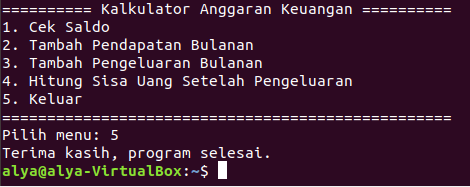 ========== Kalkulator Anggaran Keuangan ==========
1. Cek Saldo
2. Tambah Pendapatan Bulanan
3. Tambah Pengeluaran Bulanan
4. Hitung Sisa Uang Setelah Pengeluaran
5. Keluar
==================================================
Pilih menu: 5
Terima kasih, program selesai.
alya@alya-VirtualBox:~$